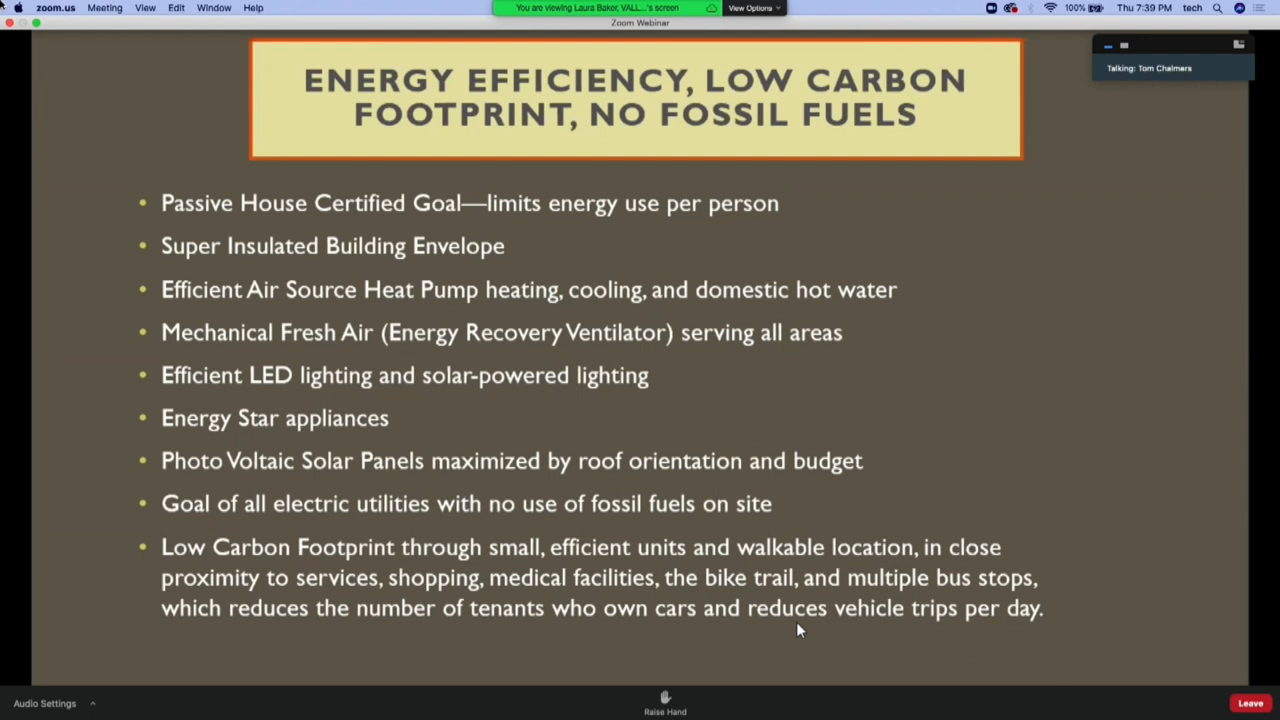 zoom.us Meeting View Edit Window Help
You are viewing Laura Baker, VALL...'s screen
View Options
100%
Thu 7:39 PM tech
Zoom Webinar
Talking: Tom Chalmers
ENERGY EFFICIENCY, LOW CARBON
FOOTPRINT, NO FOSSIL FUELS
• Passive House Certified Goal—limits energy use per person
• Super Insulated Building Envelope
• Efficient Air Source Heat Pump heating, cooling, and domestic hot water
• Mechanical Fresh Air (Energy Recovery Ventilator) serving all areas
• Efficient LED lighting and solar-powered lighting
• Energy Star appliances
• Photo Voltaic Solar Panels maximized by roof orientation and budget
• Goal of all electric utilities with no use of fossil fuels on site
• Low Carbon Footprint through small, efficient units and walkable location, in close
proximity to services, shopping, medical facilities, the bike trail, and multiple bus stops,
which reduces the number of tenants who own cars and reduces vehicle trips per day.
Audio Settings
Raise Hand
Leave